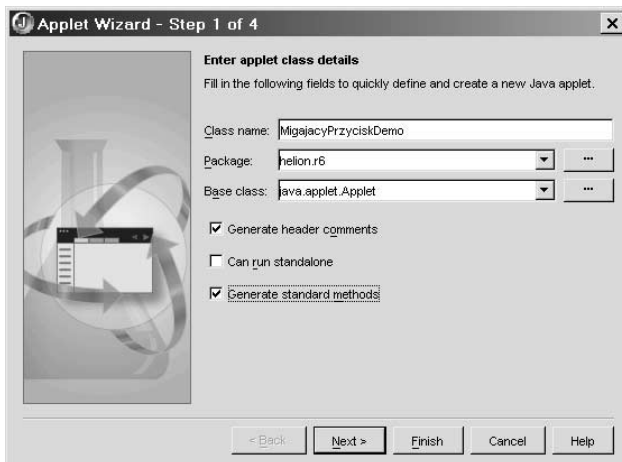 Applet Wizard - Step 1 of 4
Enter applet class details
Fill in the following fields to quickly define and create a new Java applet.
Class name: MigajacyPrzyciskDemo
Package: helion.r6
...
Base class: java.applet.Applet
...
Generate header comments
Can run standalone
Generate standard methods
< Back Next > Finish Cancel Help